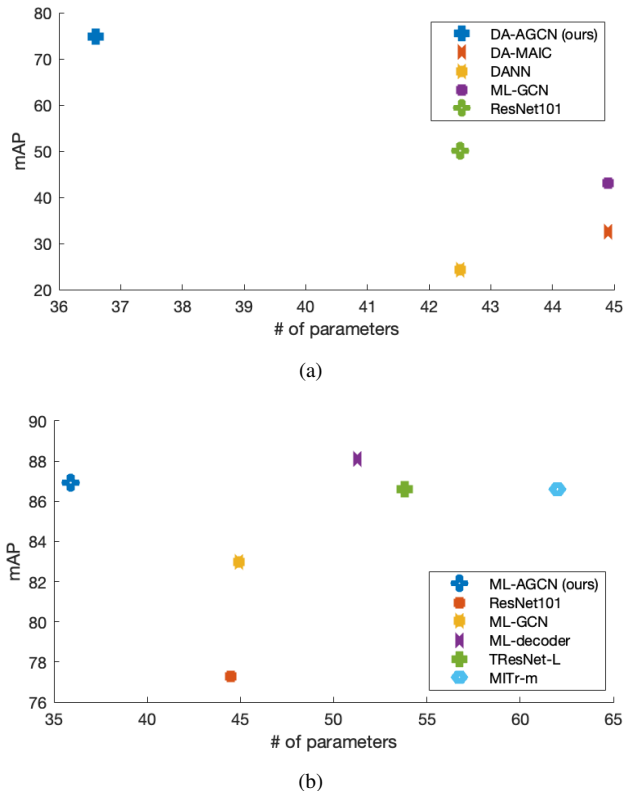 80
70
60
50
40
30
20
mAP
DA-AGCN (ours)
DA-MAIC
DANN
ML-GCN
ResNet101
36 37 38 39 40 41 42 43 44 45
# of parameters
(a)
90
88
86
84
82
80
78
76
mAP
ML-AGCN (ours)
ResNet101
ML-GCN
ML-decoder
TResNet-L
MlTr-m
35 40 45 50 55 60 65
# of parameters
(b)